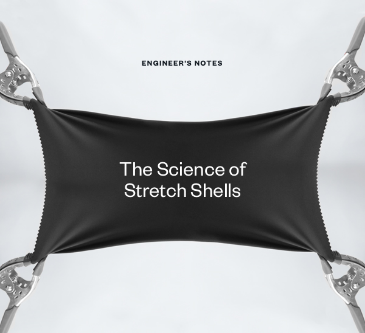 ENGINEER'S NOTES
The Science of
Stretch Shells